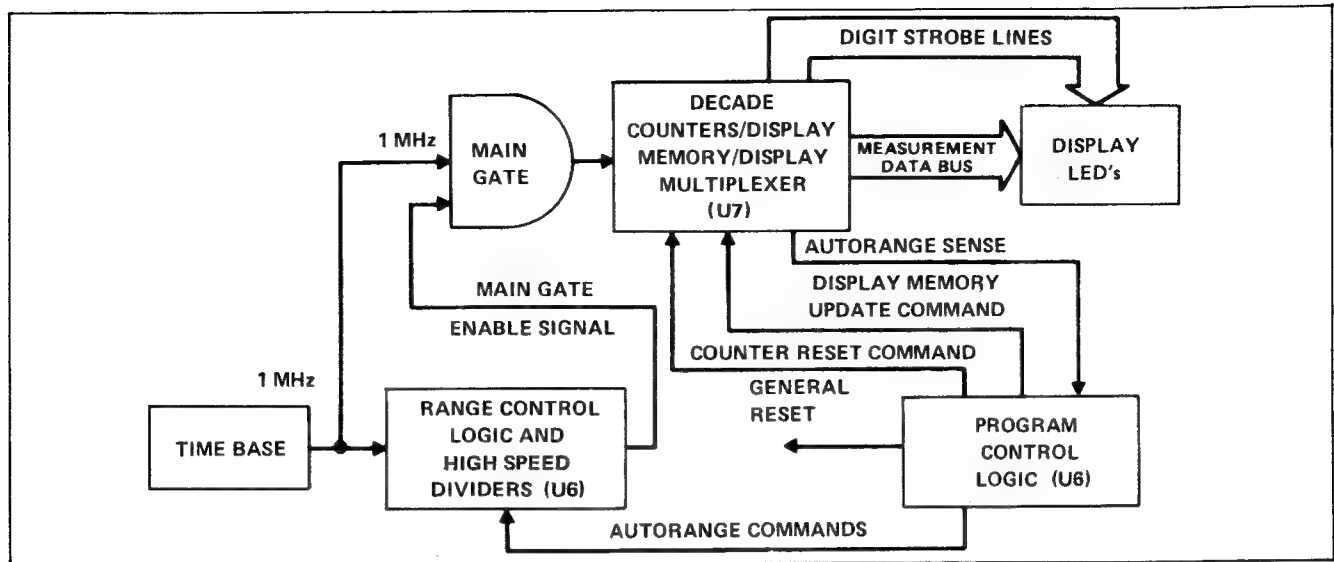 DIGIT STROBE LINES
DECADE
COUNTERS/DISPLAY
MEMORY/DISPLAY
MULTIPLEXER
(U7)
1 MHz
MAIN
GATE
MEASUREMENT
DATA BUS
DISPLAY
LED's
AUTORANGE SENSE
MAIN GATE
ENABLE SIGNAL
DISPLAY MEMORY
UPDATE COMMAND
COUNTER RESET COMMAND
1 MHz
GENERAL
RESET
TIME BASE
RANGE CONTROL
LOGIC AND
HIGH SPEED
DIVIDERS (U6)
PROGRAM
CONTROL
LOGIC (U6)
AUTORANGE COMMANDS